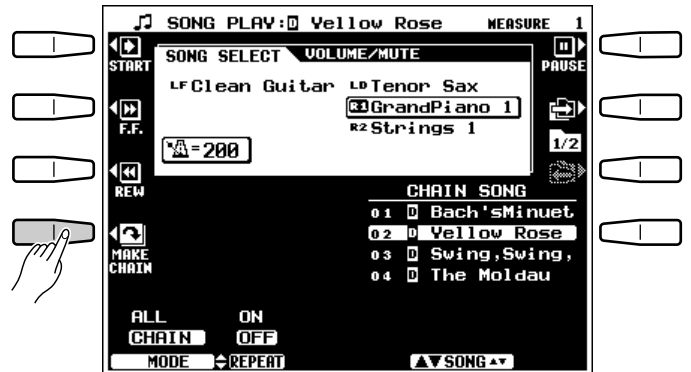 SONG PLAY: D Yellow Rose MEASURE 1
START
SONG SELECT VOLUME/MUTE
PAUSE
LF Clean Guitar LD Tenor Sax
R1 GrandPiano 1
R2 Strings 1
F.F.
=200
1/2
REW
CHAIN SONG
01 D Bach'sMinuet
02 D Yellow Rose
03 D Swing,Swing,
04 D The Moldau
MAKE
CHAIN
ALL ON
CHAIN OFF
MODE REPEAT SONG